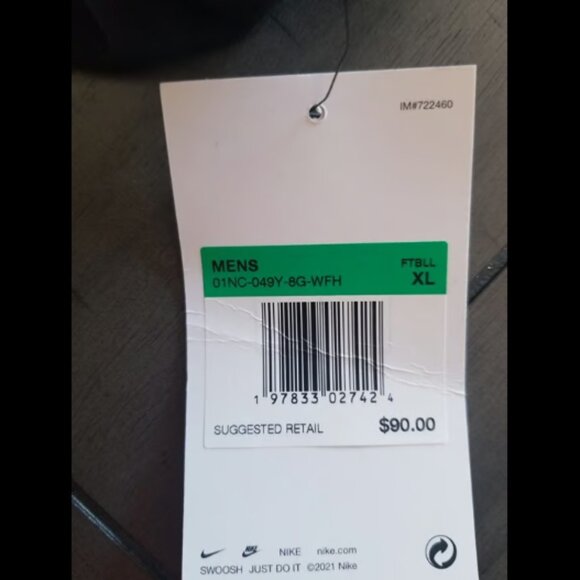 IM#722460
MENS FTBLL
01NC-049Y-8G-WFH XL
1 97833 02742 4
SUGGESTED RETAIL $90.00
NIKE nike.com
SWOOSH JUST DO IT ©2021 Nike